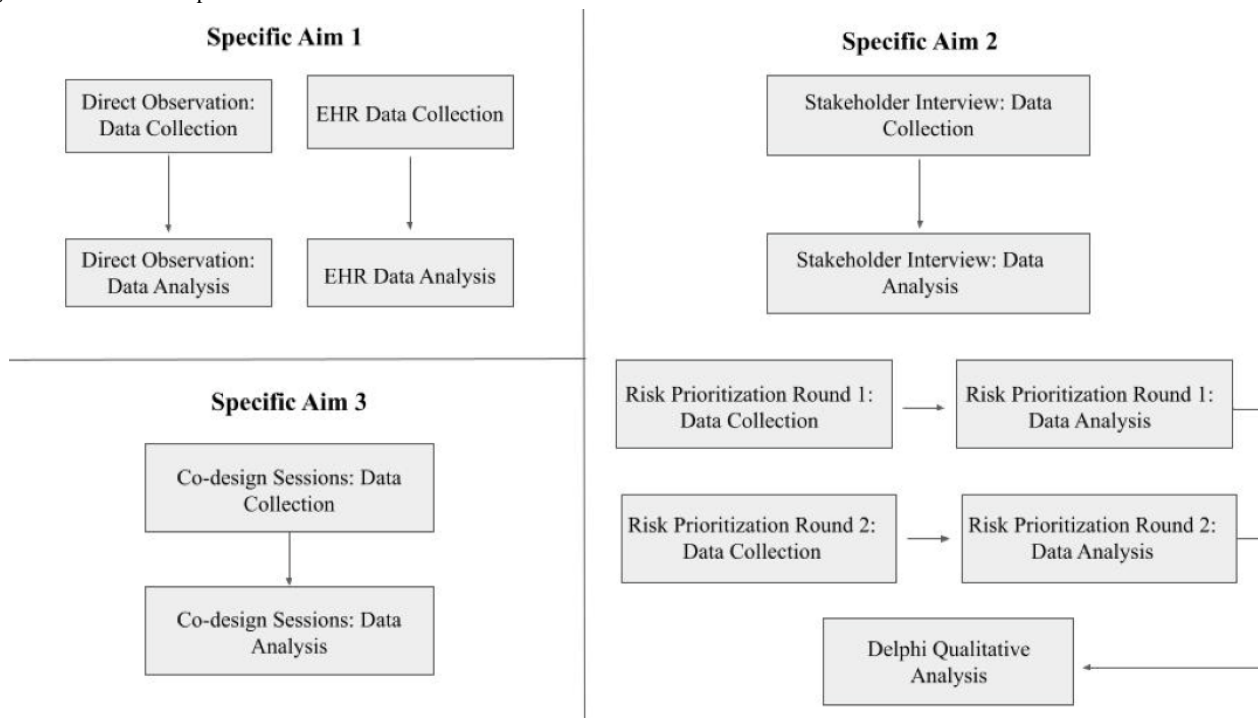 Specific Aim 1
Direct Observation:
Data Collection
EHR Data Collection
Direct Observation:
Data Analysis
EHR Data Analysis
Specific Aim 2
Stakeholder Interview: Data
Collection
Stakeholder Interview: Data
Analysis
Risk Prioritization Round 1:
Data Collection
Risk Prioritization Round 1:
Data Analysis
Risk Prioritization Round 2:
Data Collection
Risk Prioritization Round 2:
Data Analysis
Delphi Qualitative
Analysis
Specific Aim 3
Co-design Sessions: Data
Collection
Co-design Sessions: Data
Analysis